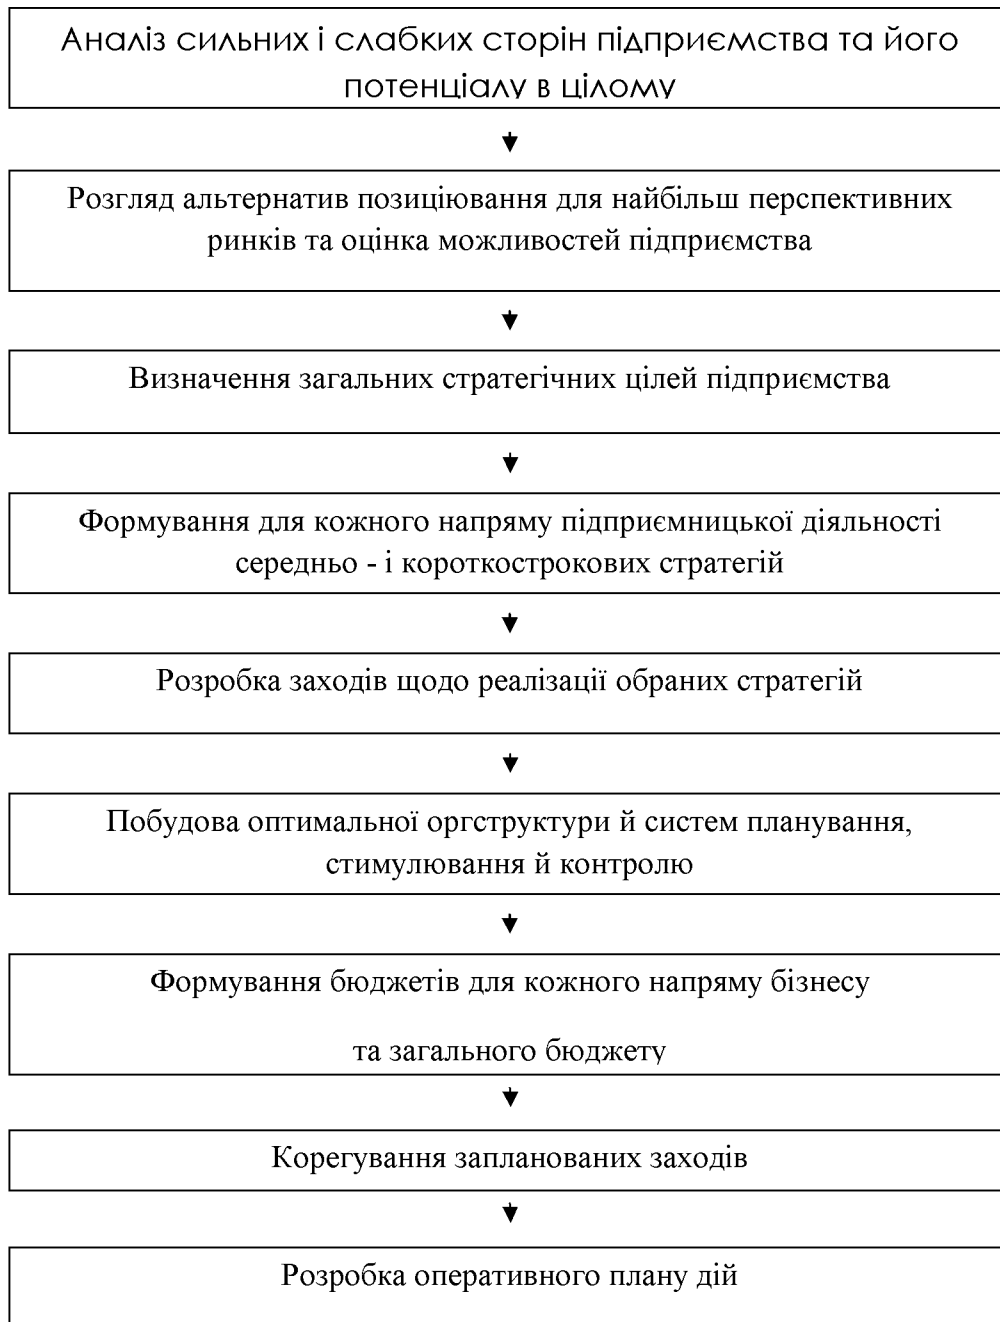 Аналіз сильних і слабких сторін підприємства та його
потенціалу в цілому
Розгляд альтернатив позиціювання для найбільш перспективних
ринків та оцінка можливостей підприємства
Визначення загальних стратегічних цілей підприємства
Формування для кожного напряму підприємницької діяльності
середньо - і короткострокових стратегій
Розробка заходів щодо реалізації обраних стратегій
Побудова оптимальної оргструктури й систем планування,
стимулювання й контролю
Формування бюджетів для кожного напряму бізнесу
та загального бюджету
Корегування запланованих заходів
Розробка оперативного плану дій